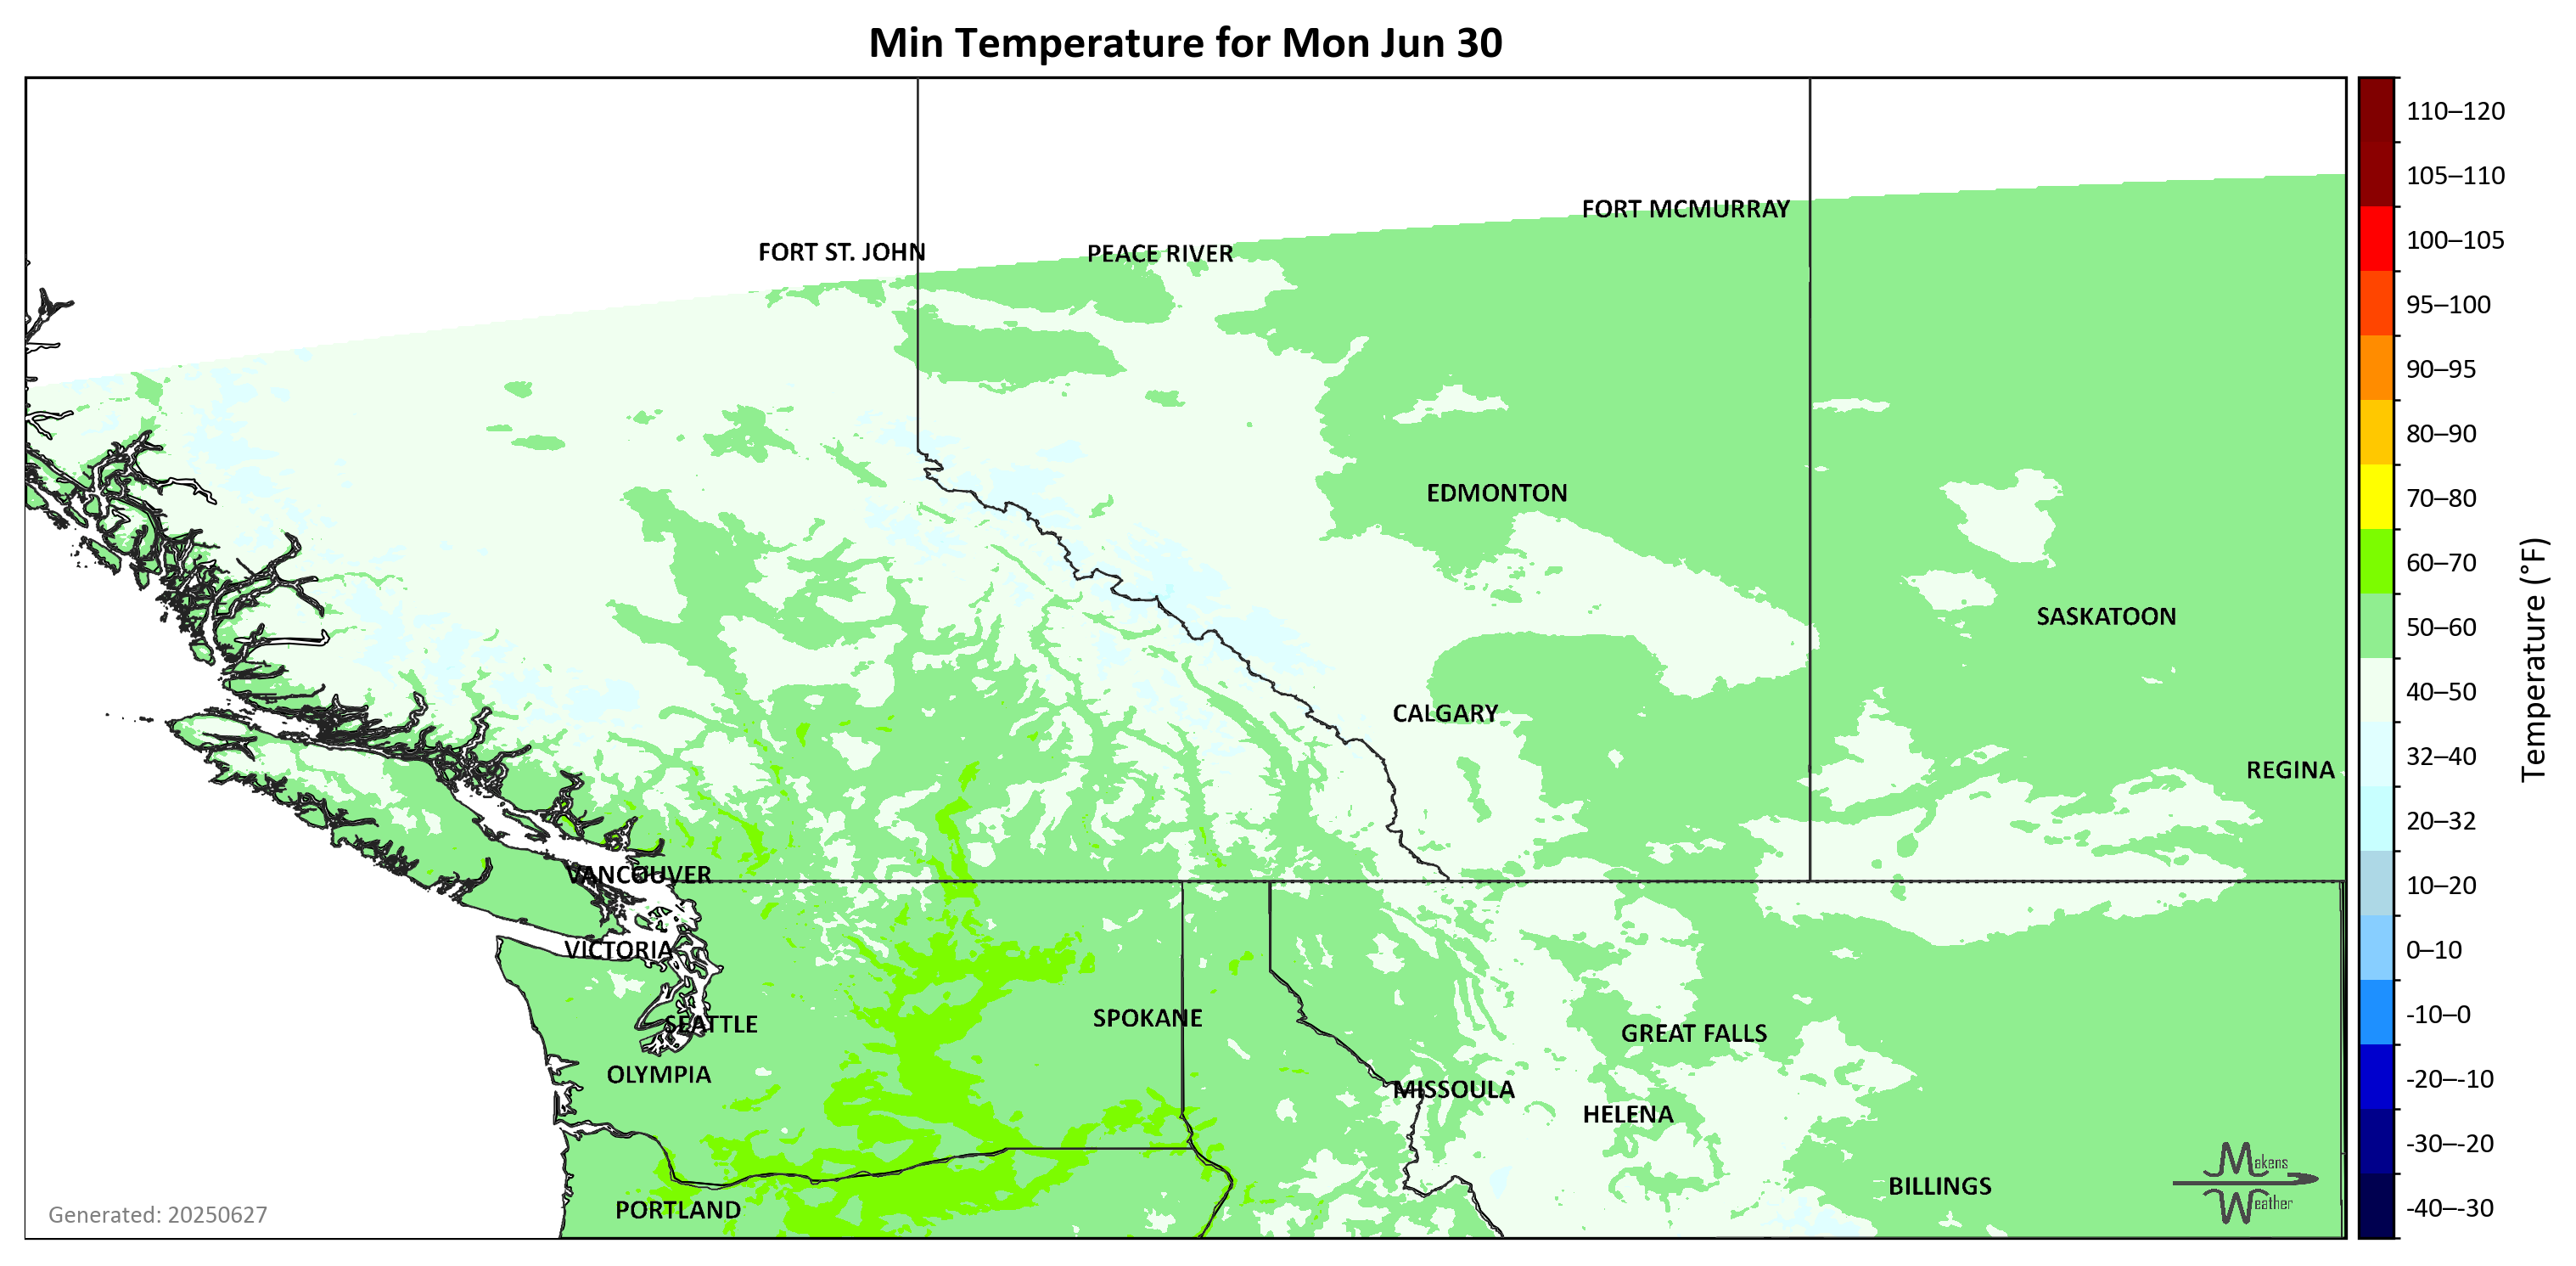 Min Temperature for Mon Jun 30
110–120
105–110
100–105
95–100
90–95
80–90
70–80
60–70
50–60
40–50
32–40
20–32
10–20
0–10
-10–0
-20–-10
-30–-20
-40–-30
Temperature (°F)
FORT MCMURRAY
FORT ST. JOHN
PEACE RIVER
EDMONTON
SASKATOON
CALGARY
REGINA
VANCOUVER
VICTORIA
SEATTLE
SPOKANE
GREAT FALLS
OLYMPIA
MISSOULA
HELENA
BILLINGS
PORTLAND
Makens
Weather
Generated: 20250627